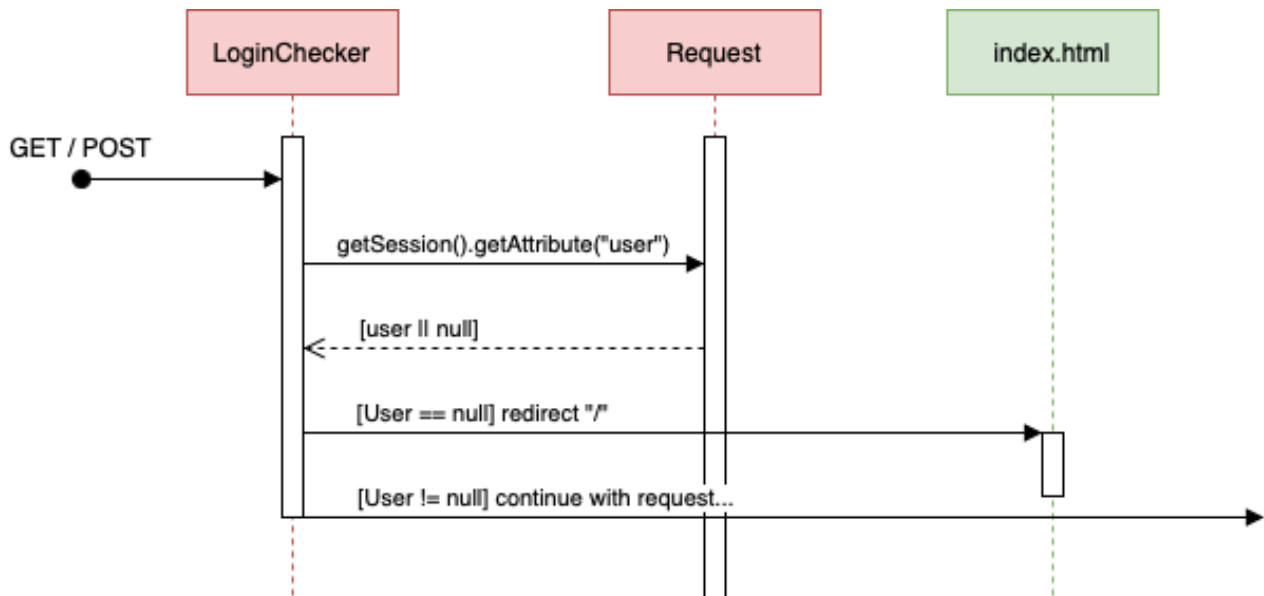 LoginChecker
Request
index.html
GET / POST
getSession().getAttribute("user")
[user || null]
[User == null] redirect "/"
[User != null] continue with request...